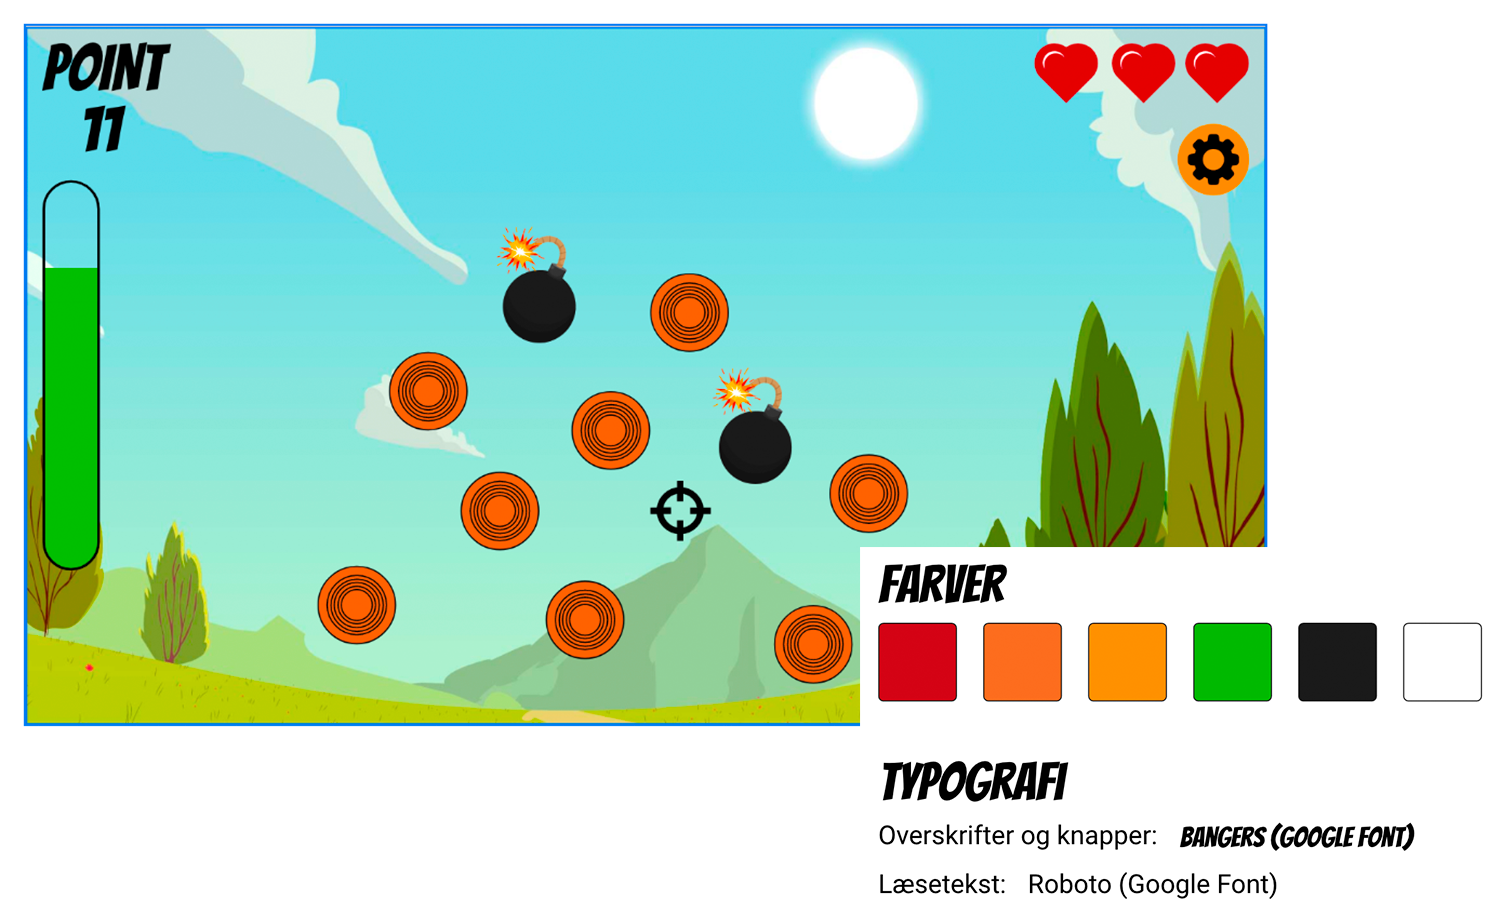 POINT
11
FARVER
TYPOGRAFI
Overskrifter og knapper: BANGERS (GOOGLE FONT)
Læsetekst: Roboto (Google Font)